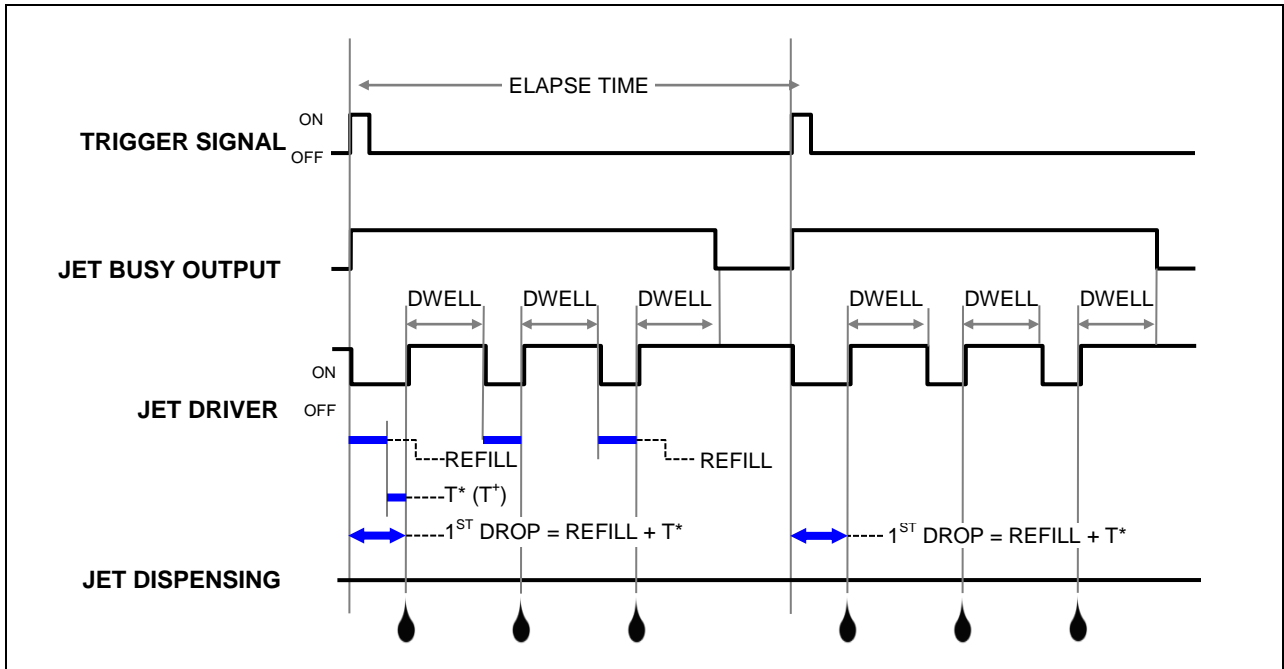 ELAPSE TIME
ON
TRIGGER SIGNAL
OFF
JET BUSY OUTPUT
DWELL DWELL DWELL DWELL DWELL DWELL
ON
JET DRIVER OFF
REFILL REFILL
T* (T+)
1ST DROP = REFILL + T* 1ST DROP = REFILL + T*
JET DISPENSING